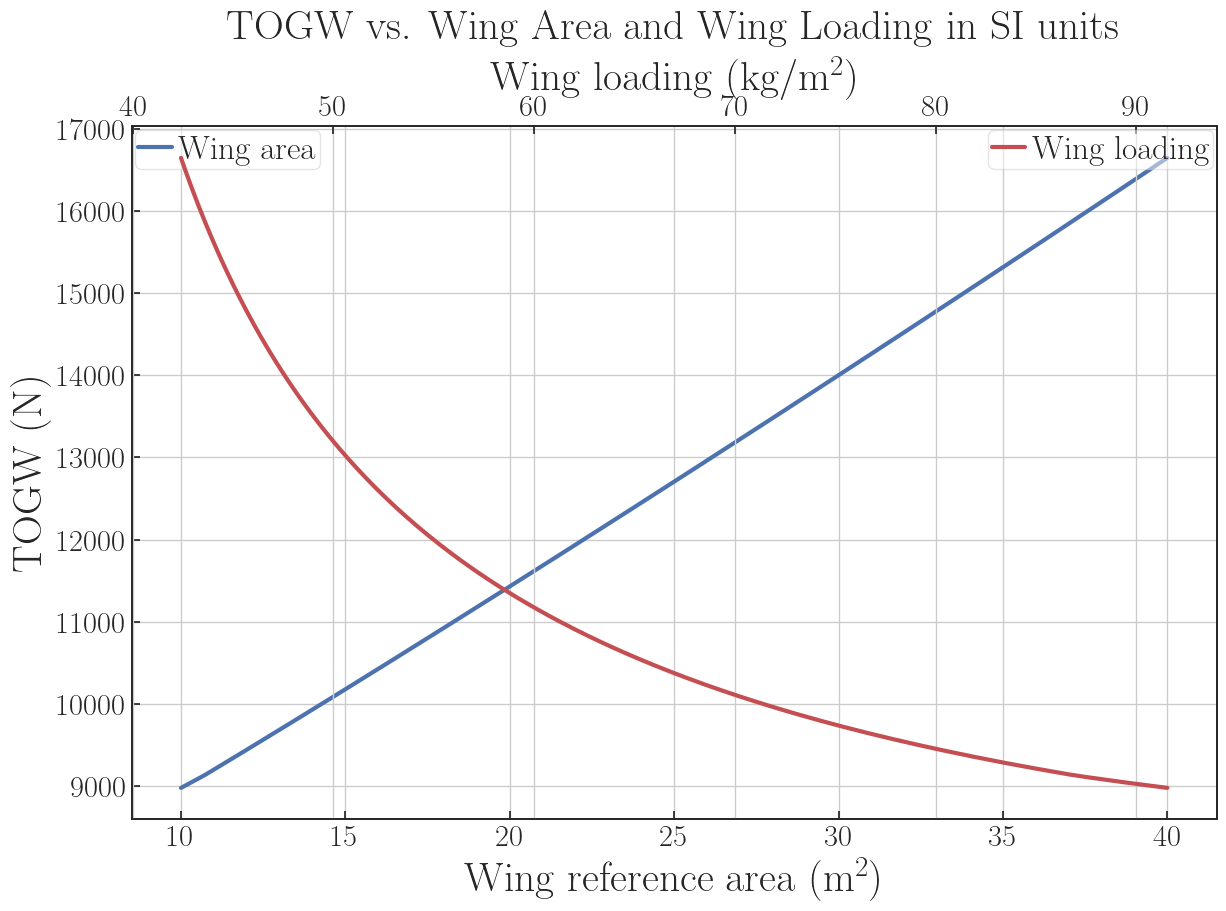 TOGW vs. Wing Area and Wing Loading in SI units
Wing loading (kg/m²)
40 50 60 70 80 90
17000
Wing area
Wing loading
16000
15000
14000
13000
12000
11000
10000
9000
TOGW (N)
10 15 20 25 30 35 40
Wing reference area (m²)